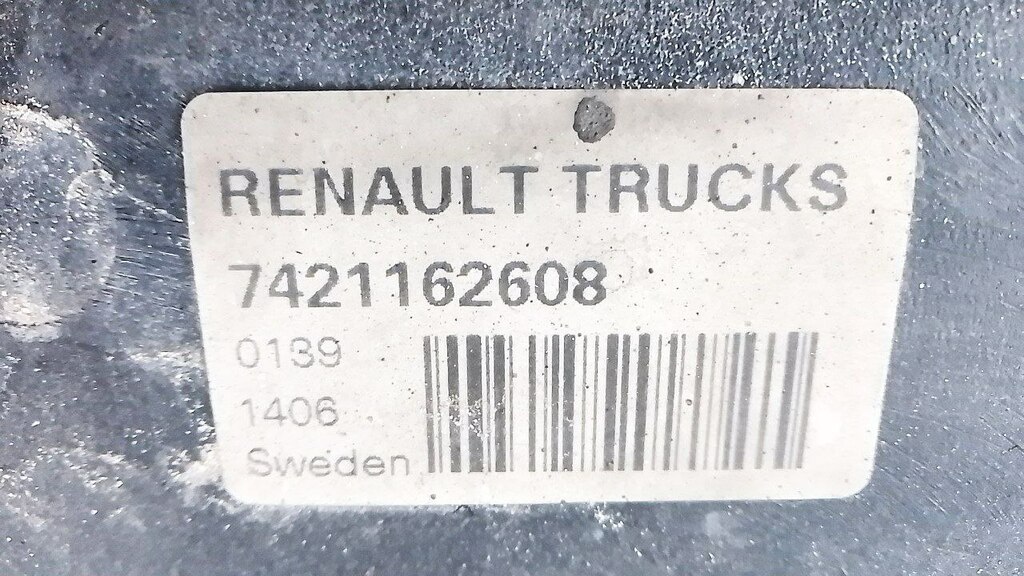 RENAULT TRUCKS
7421162608
0139
1406
Sweden